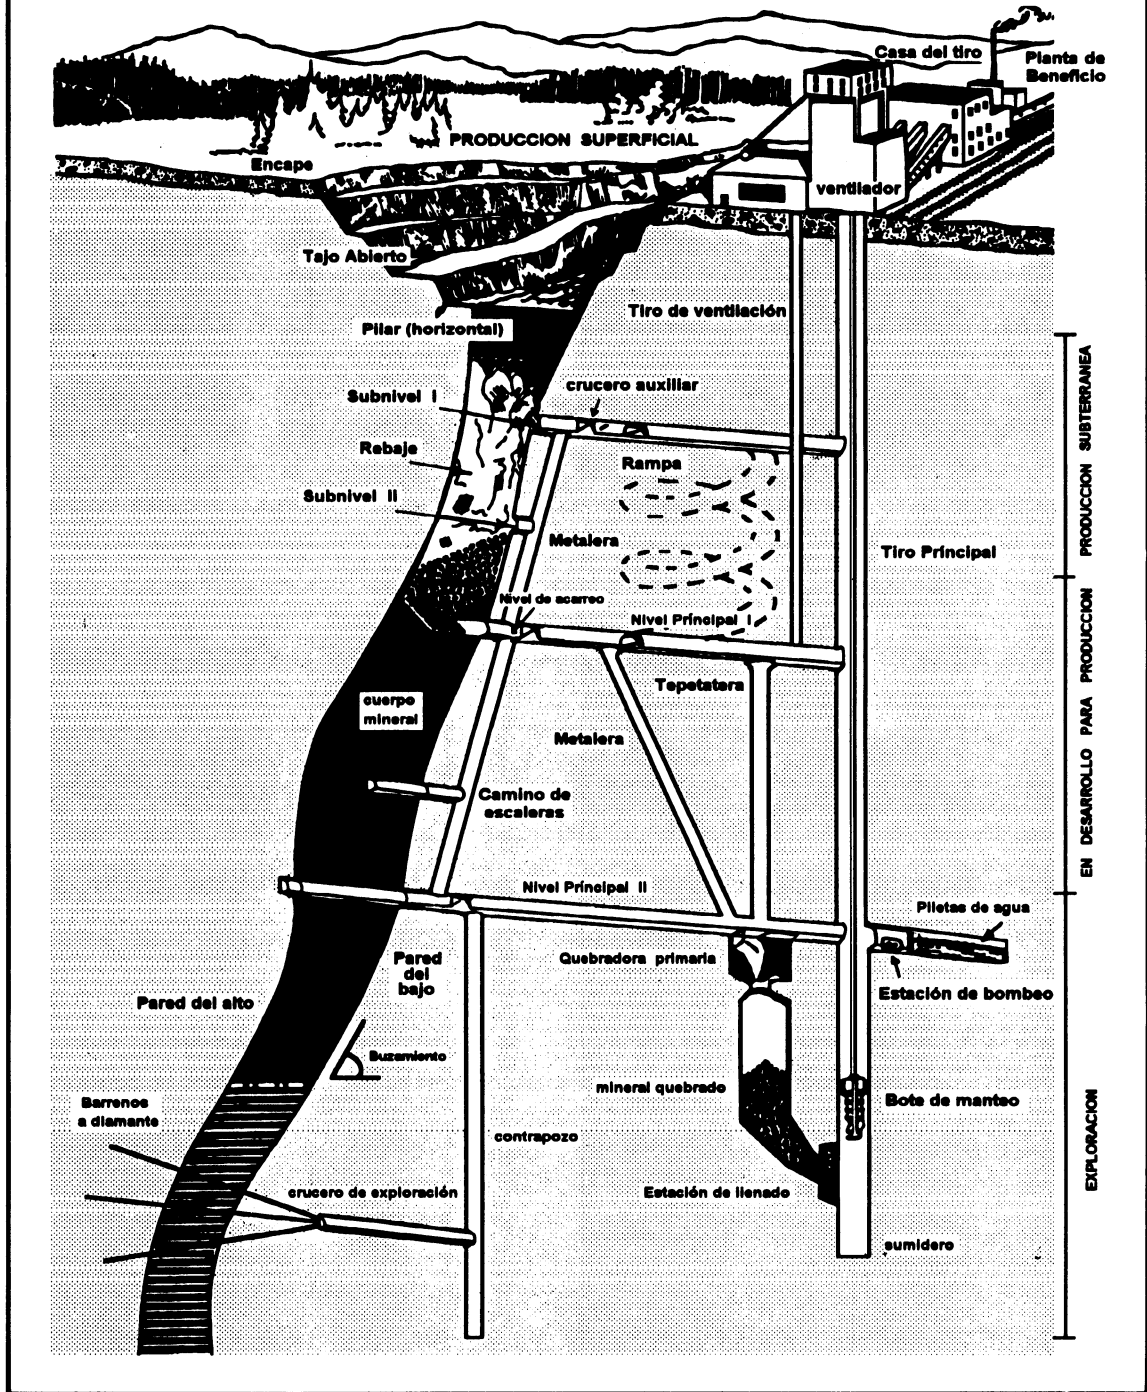 Casa del tiro
Planta de
Beneficio
PRODUCCION SUPERFICIAL
Encape
ventilador
Tajo Abierto
Tiro de ventilación
Pilar (horizontal)
crucero auxiliar
Subnivel I
Rebaje
Rampa
Subnivel II
Metalera
Tiro Príncipal
PRODUCCION SUBTERRANEA
Nivel de acarreo
Nivel Príncipal I
Tepetatera
cuerpo
mineral
Metalera
Camino de
escaleras
EN DESARROLLO PARA PRODUCCION
Nivel Príncipal II
Piletas de agua
Pared
del
bajo
Quebradora primaria
Pared del alto
Estación de bombeo
Buzamiento
mineral quebrado
Bote de manteo
Barrenos
a diamante
contrapozo
EXPLORACION
crucero de exploración
Estación de llenado
sumidero